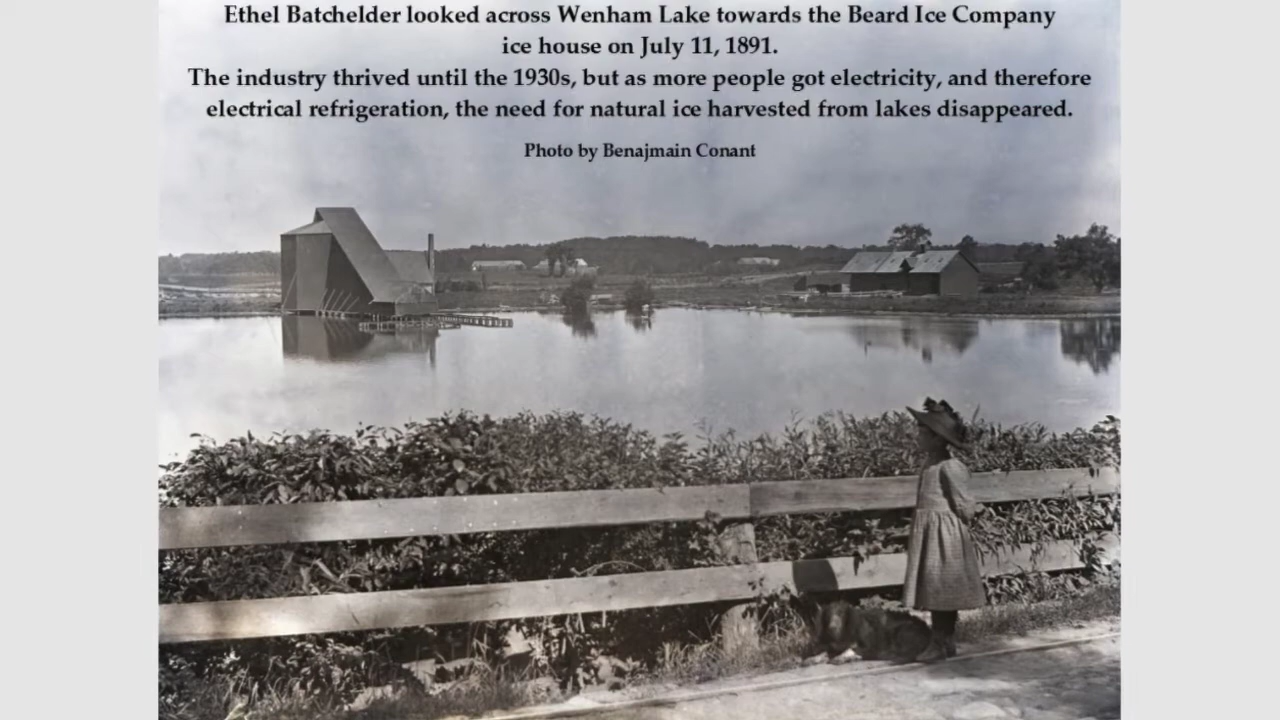 Ethel Batchelder looked across Wenham Lake towards the Beard Ice Company
ice house on July 11, 1891.
The industry thrived until the 1930s, but as more people got electricity, and therefore
electrical refrigeration, the need for natural ice harvested from lakes disappeared.
Photo by Benajmain Conant